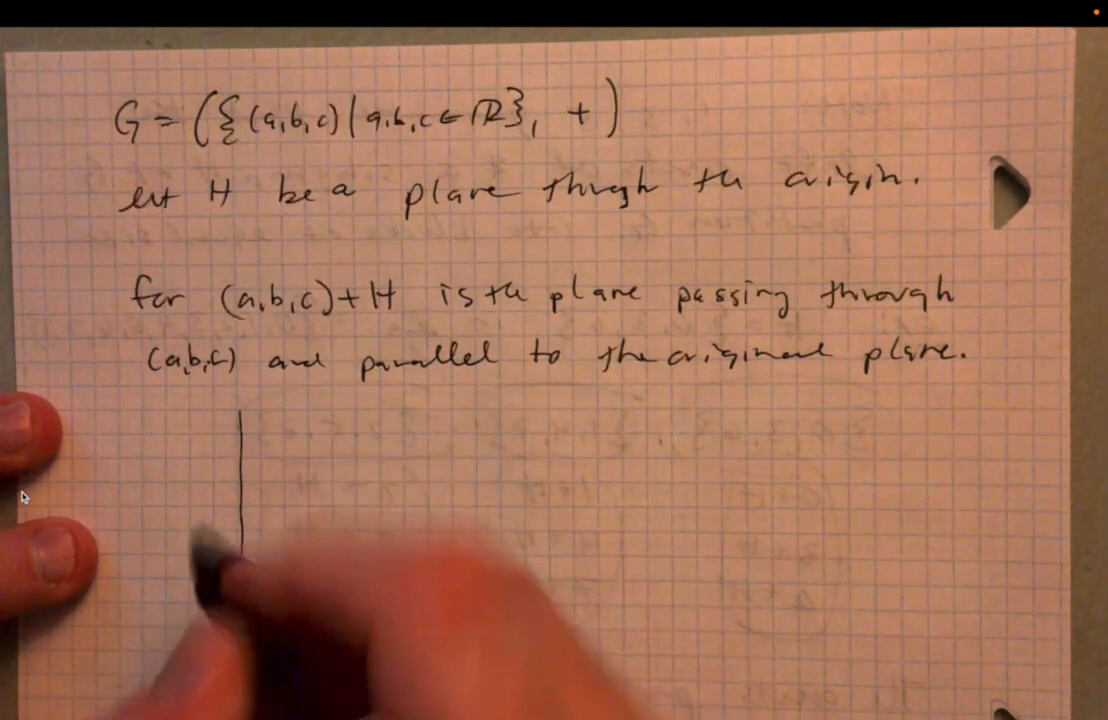 G = ({(a,b,c) | a,b,c ∈ ℝ}, +)
let H be a plane through the origin.
for (a,b,c)+H is the plane passing through
(a,b,c) and parallel to the original plane.